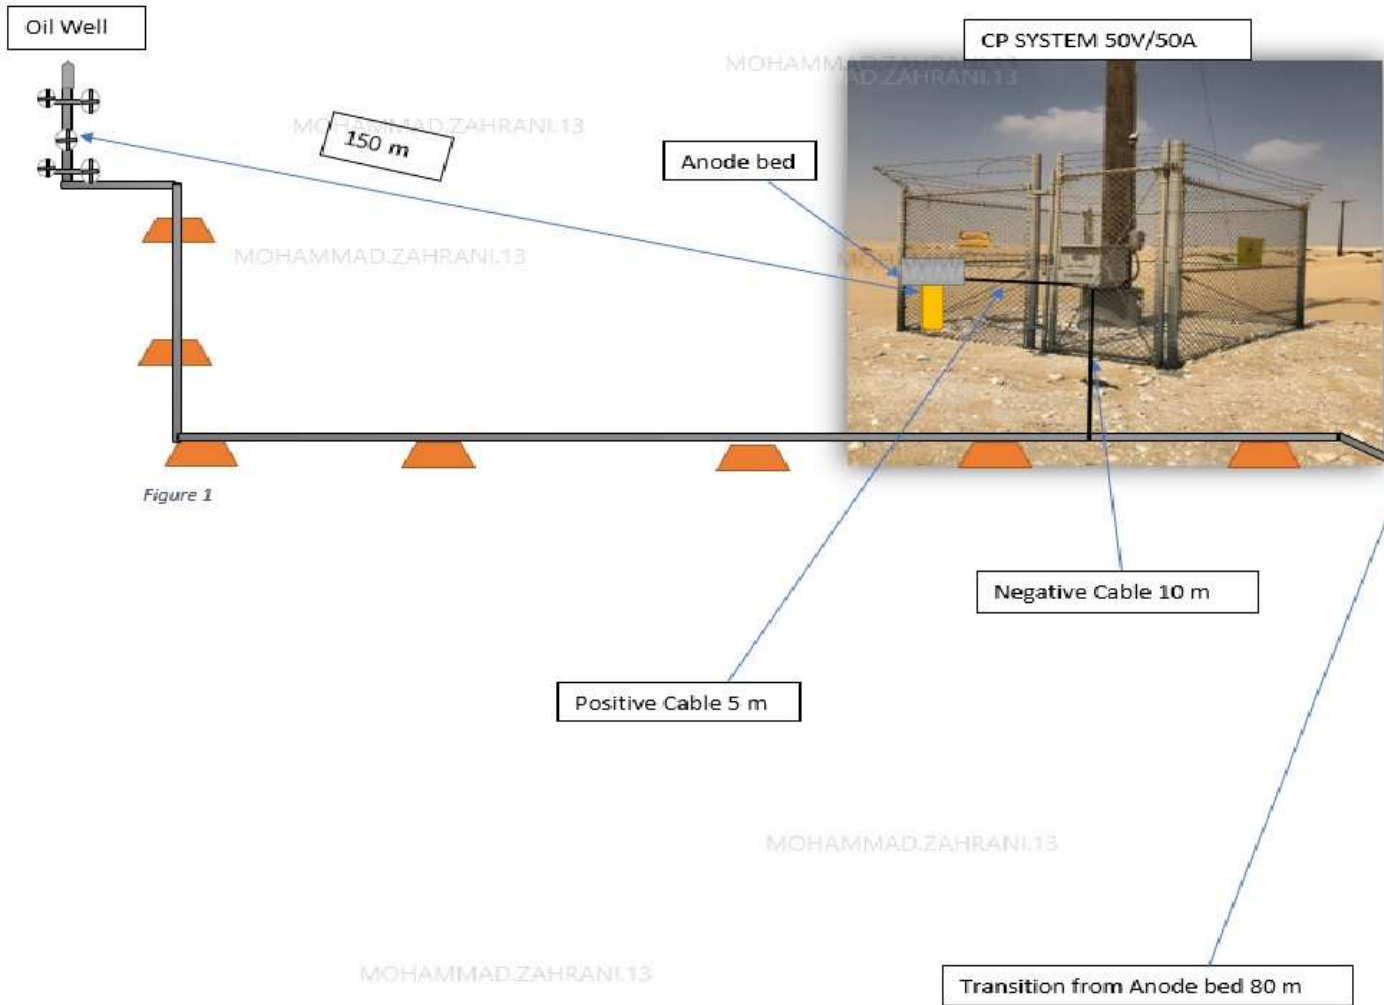 Oil Well
CP SYSTEM 50V/50A
MOHAMMAD.ZAHRANI.13
MOHAMMAD.ZAHRANI.13
150 m
Anode bed
MOHAMMAD.ZAHRANI.13
Figure 1
Negative Cable 10 m
Positive Cable 5 m
MOHAMMAD.ZAHRANI.13
MOHAMMAD.ZAHRANI.13
Transition from Anode bed 80 m